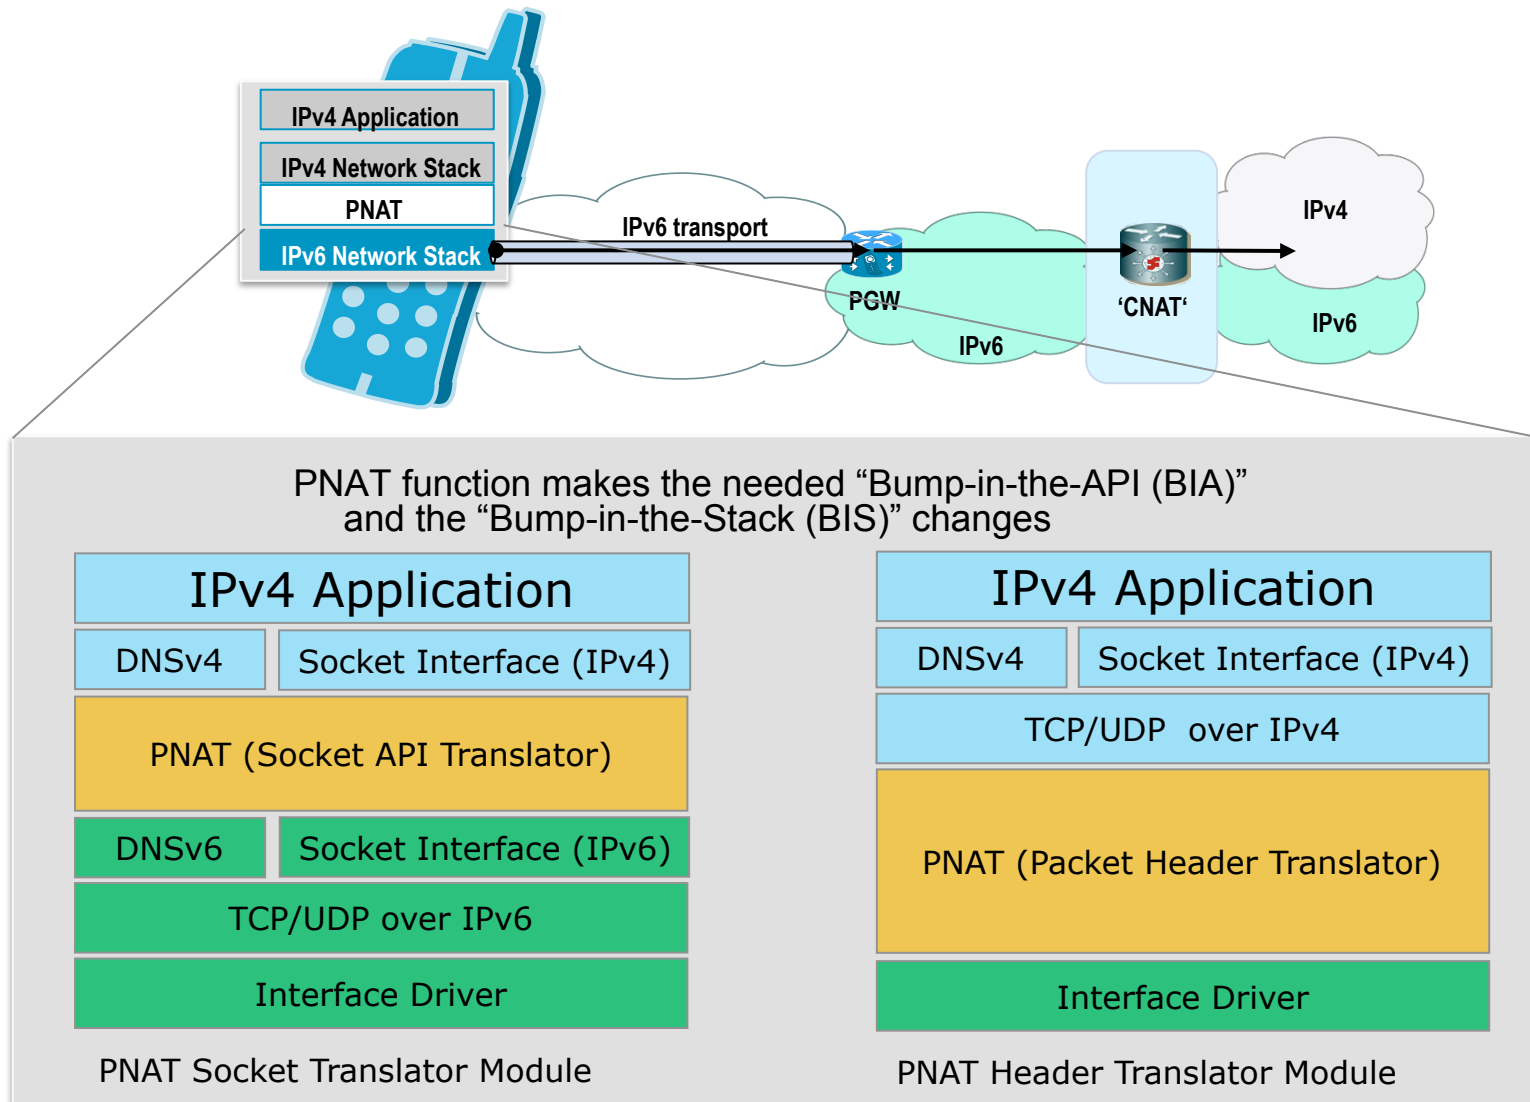 IPv4 Application
IPv4 Network Stack
PNAT
IPv6 Network Stack
IPv6 transport
PGW
IPv6
‘CNAT‘
IPv4
IPv6
PNAT function makes the needed “Bump-in-the-API (BIA)”
and the “Bump-in-the-Stack (BIS)” changes
IPv4 Application
DNSv4
Socket Interface (IPv4)
PNAT (Socket API Translator)
DNSv6
Socket Interface (IPv6)
TCP/UDP over IPv6
Interface Driver
PNAT Socket Translator Module
IPv4 Application
DNSv4
Socket Interface (IPv4)
TCP/UDP over IPv4
PNAT (Packet Header Translator)
Interface Driver
PNAT Header Translator Module